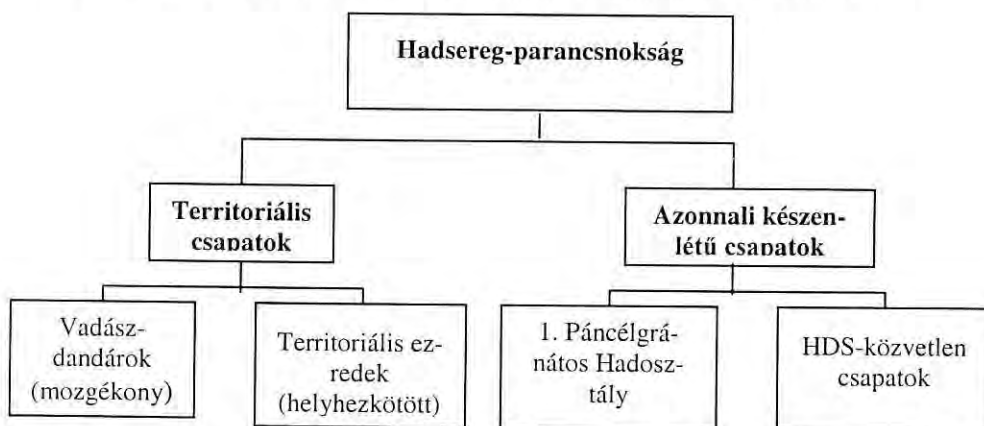 Hadsereg-parancsnokság
Territoriális
csapatok
Azonnali készen-
létű csapatok
Vadász-
dandárok
(mozgékony)
Territoriális ez-
redek
(helyhezkötött)
1. Páncélgrá-
nátos Hadosz-
tály
HDS-közvetlen
csapatok